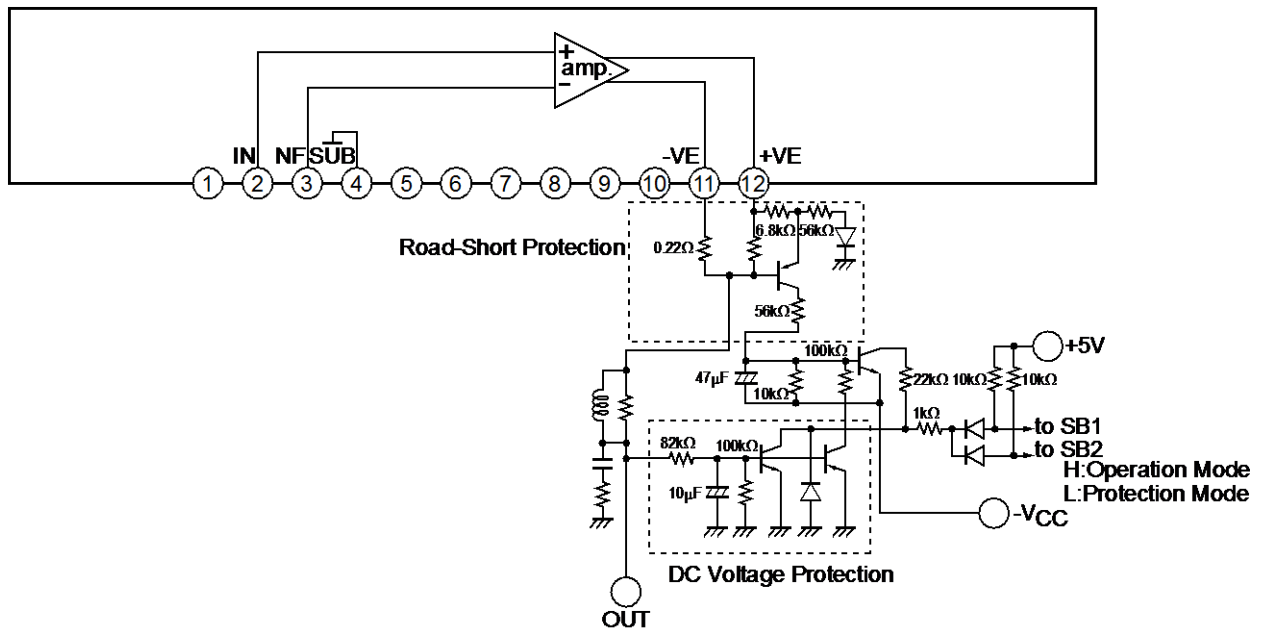 +
amp.
−
IN NF SUB -VE +VE
1 2 3 4 5 6 7 8 9 10 11 12
Road-Short Protection
6.8kΩ 56kΩ
0.22Ω
56kΩ
100kΩ
+5V
47µF
10kΩ
22kΩ 10kΩ 10kΩ
1kΩ
to SB1
82kΩ 100kΩ
to SB2
H:Operation Mode
10µF
L:Protection Mode
-VCC
DC Voltage Protection
OUT